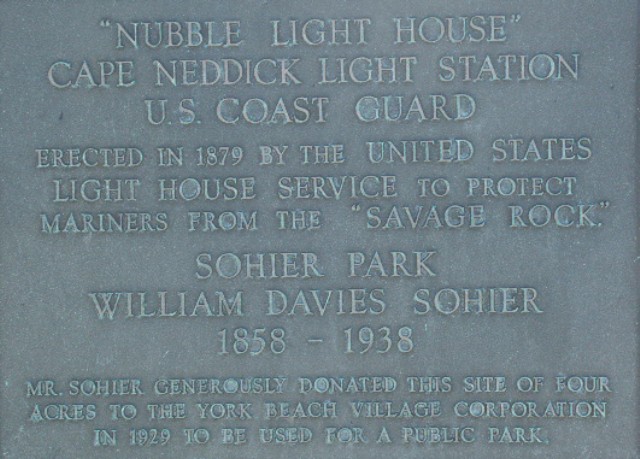 "NUBBLE LIGHT HOUSE"
CAPE NEDDICK LIGHT STATION
U.S. COAST GUARD
ERECTED IN 1879 BY THE UNITED STATES
LIGHT HOUSE SERVICE TO PROTECT
MARINERS FROM THE "SAVAGE ROCK."
SOHIER PARK
WILLIAM DAVIES SOHIER
1858 - 1938
MR. SOHIER GENEROUSLY DONATED THIS SITE OF FOUR
ACRES TO THE YORK BEACH VILLAGE CORPORATION
IN 1929 TO BE USED FOR A PUBLIC PARK.